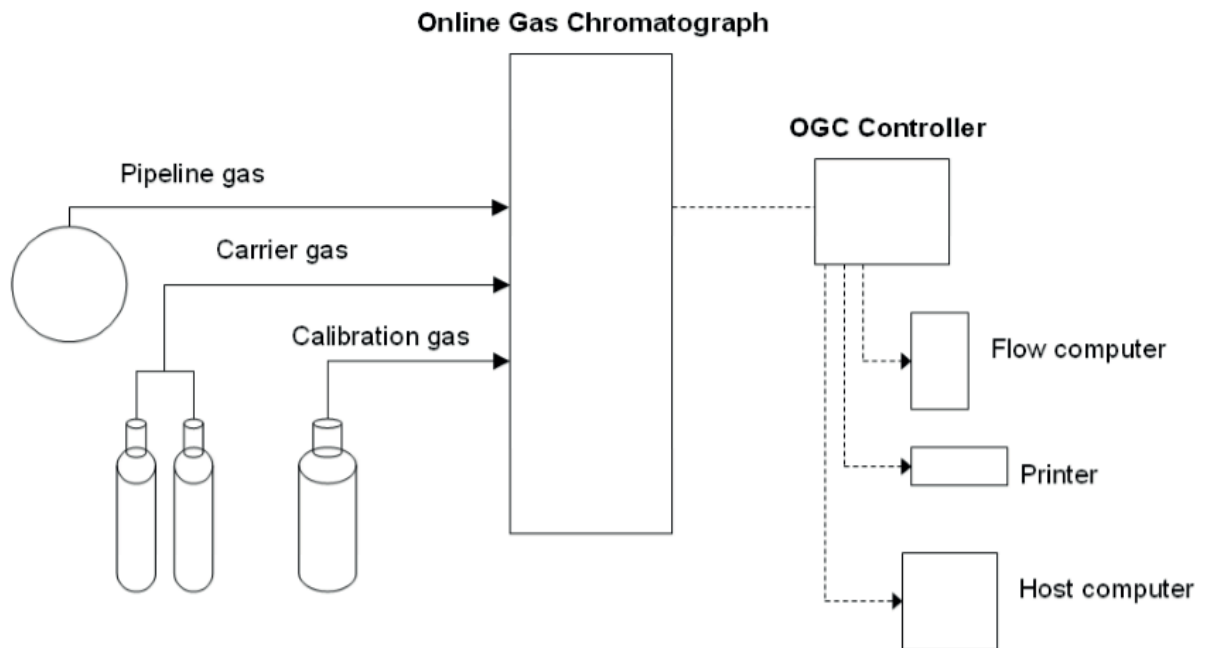 Online Gas Chromatograph
OGC Controller
Pipeline gas
Carrier gas
Calibration gas
Flow computer
Printer
Host computer